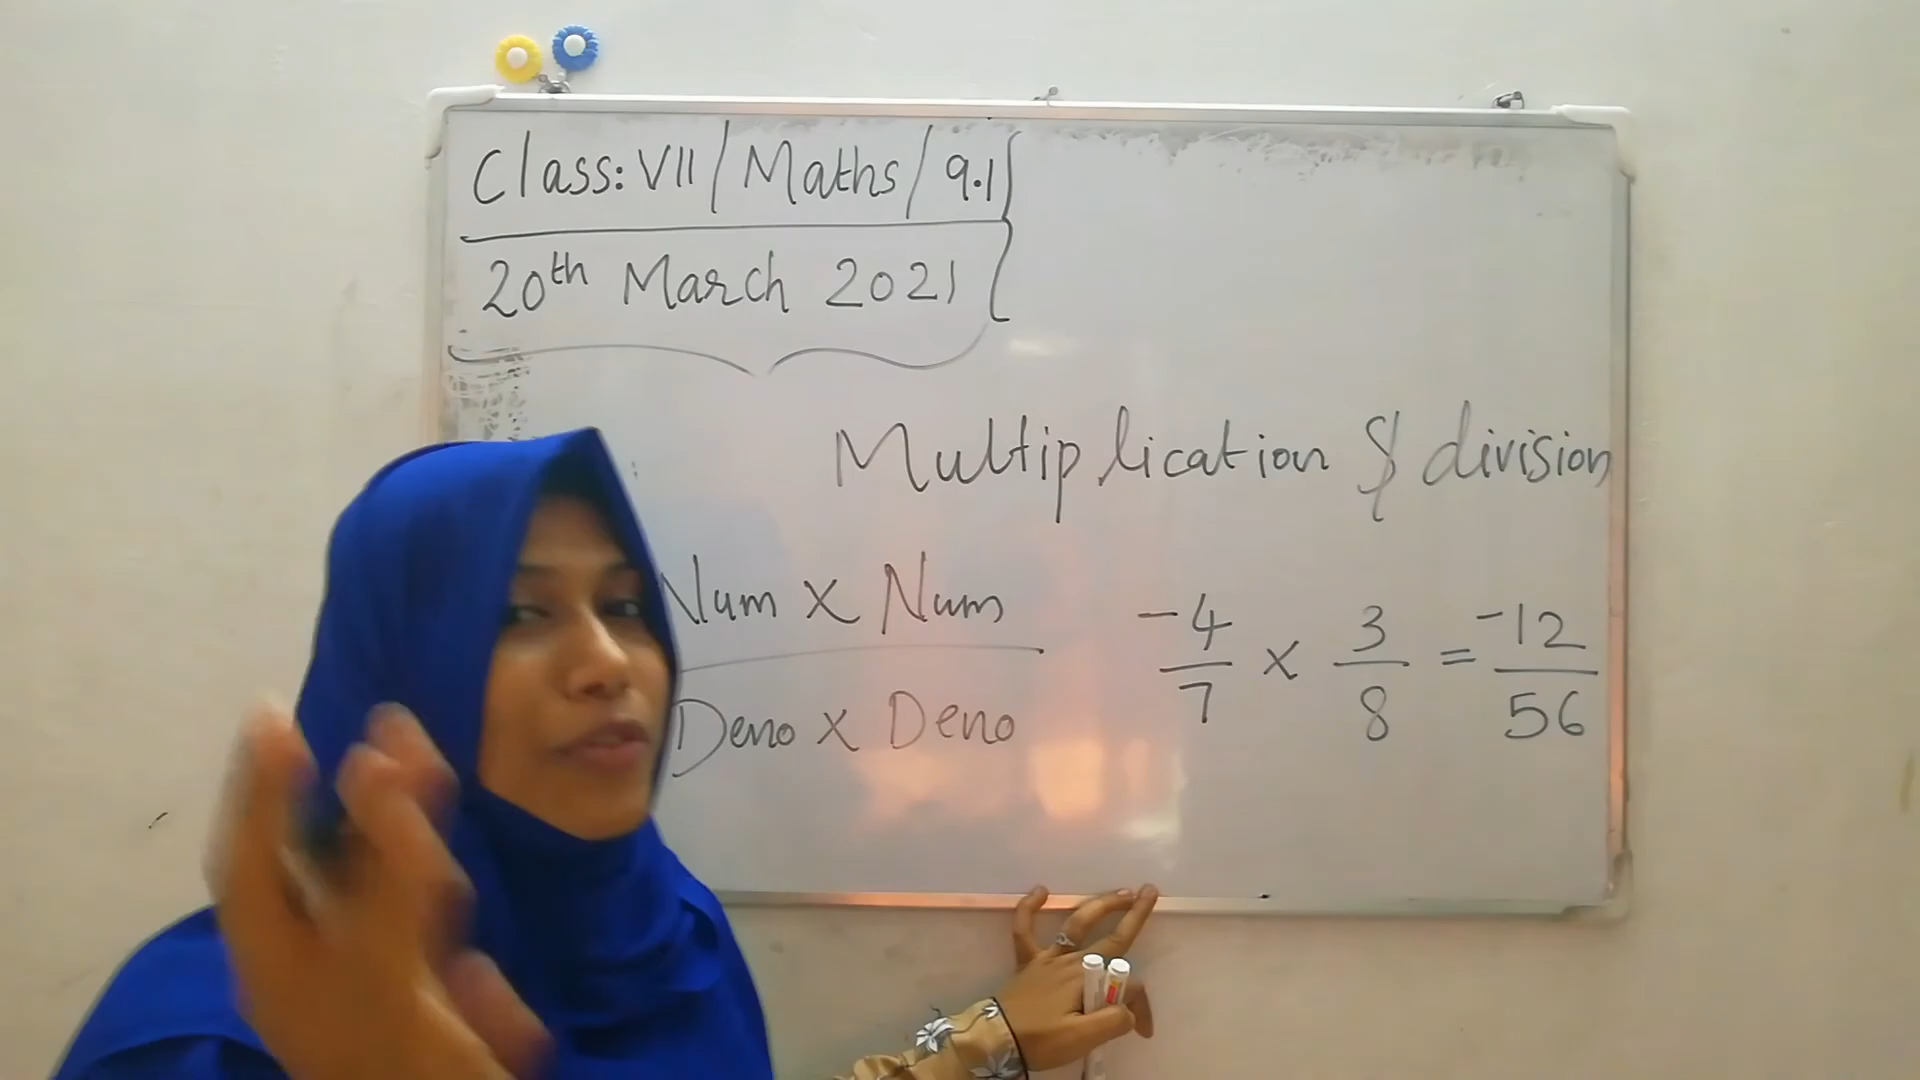 Class: VII / Maths / 9.1
20th March 2021
Multiplication & division
Num x Num
Deno x Deno
-4/7 x 3/8 = -12/56